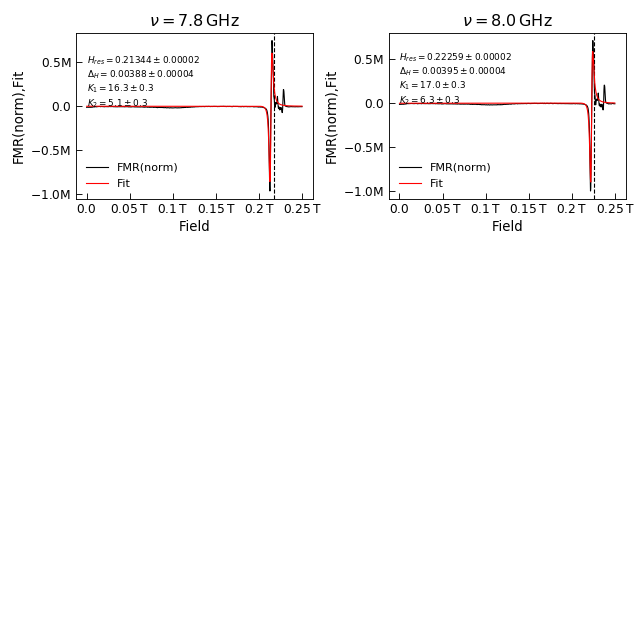 ν = 7.8 GHz
FMR(norm),Fit
0.5M
0.0
−0.5M
−1.0M
H_res = 0.21344 ± 0.00002
Δ_H = 0.00388 ± 0.00004
K_1 = 16.3 ± 0.3
K_2 = 5.1 ± 0.3
FMR(norm)
Fit
0.0 0.05 T 0.1 T 0.15 T 0.2 T 0.25 T
Field
ν = 8.0 GHz
FMR(norm),Fit
0.5M
0.0
−0.5M
−1.0M
H_res = 0.22259 ± 0.00002
Δ_H = 0.00395 ± 0.00004
K_1 = 17.0 ± 0.3
K_2 = 6.3 ± 0.3
FMR(norm)
Fit
0.0 0.05 T 0.1 T 0.15 T 0.2 T 0.25 T
Field